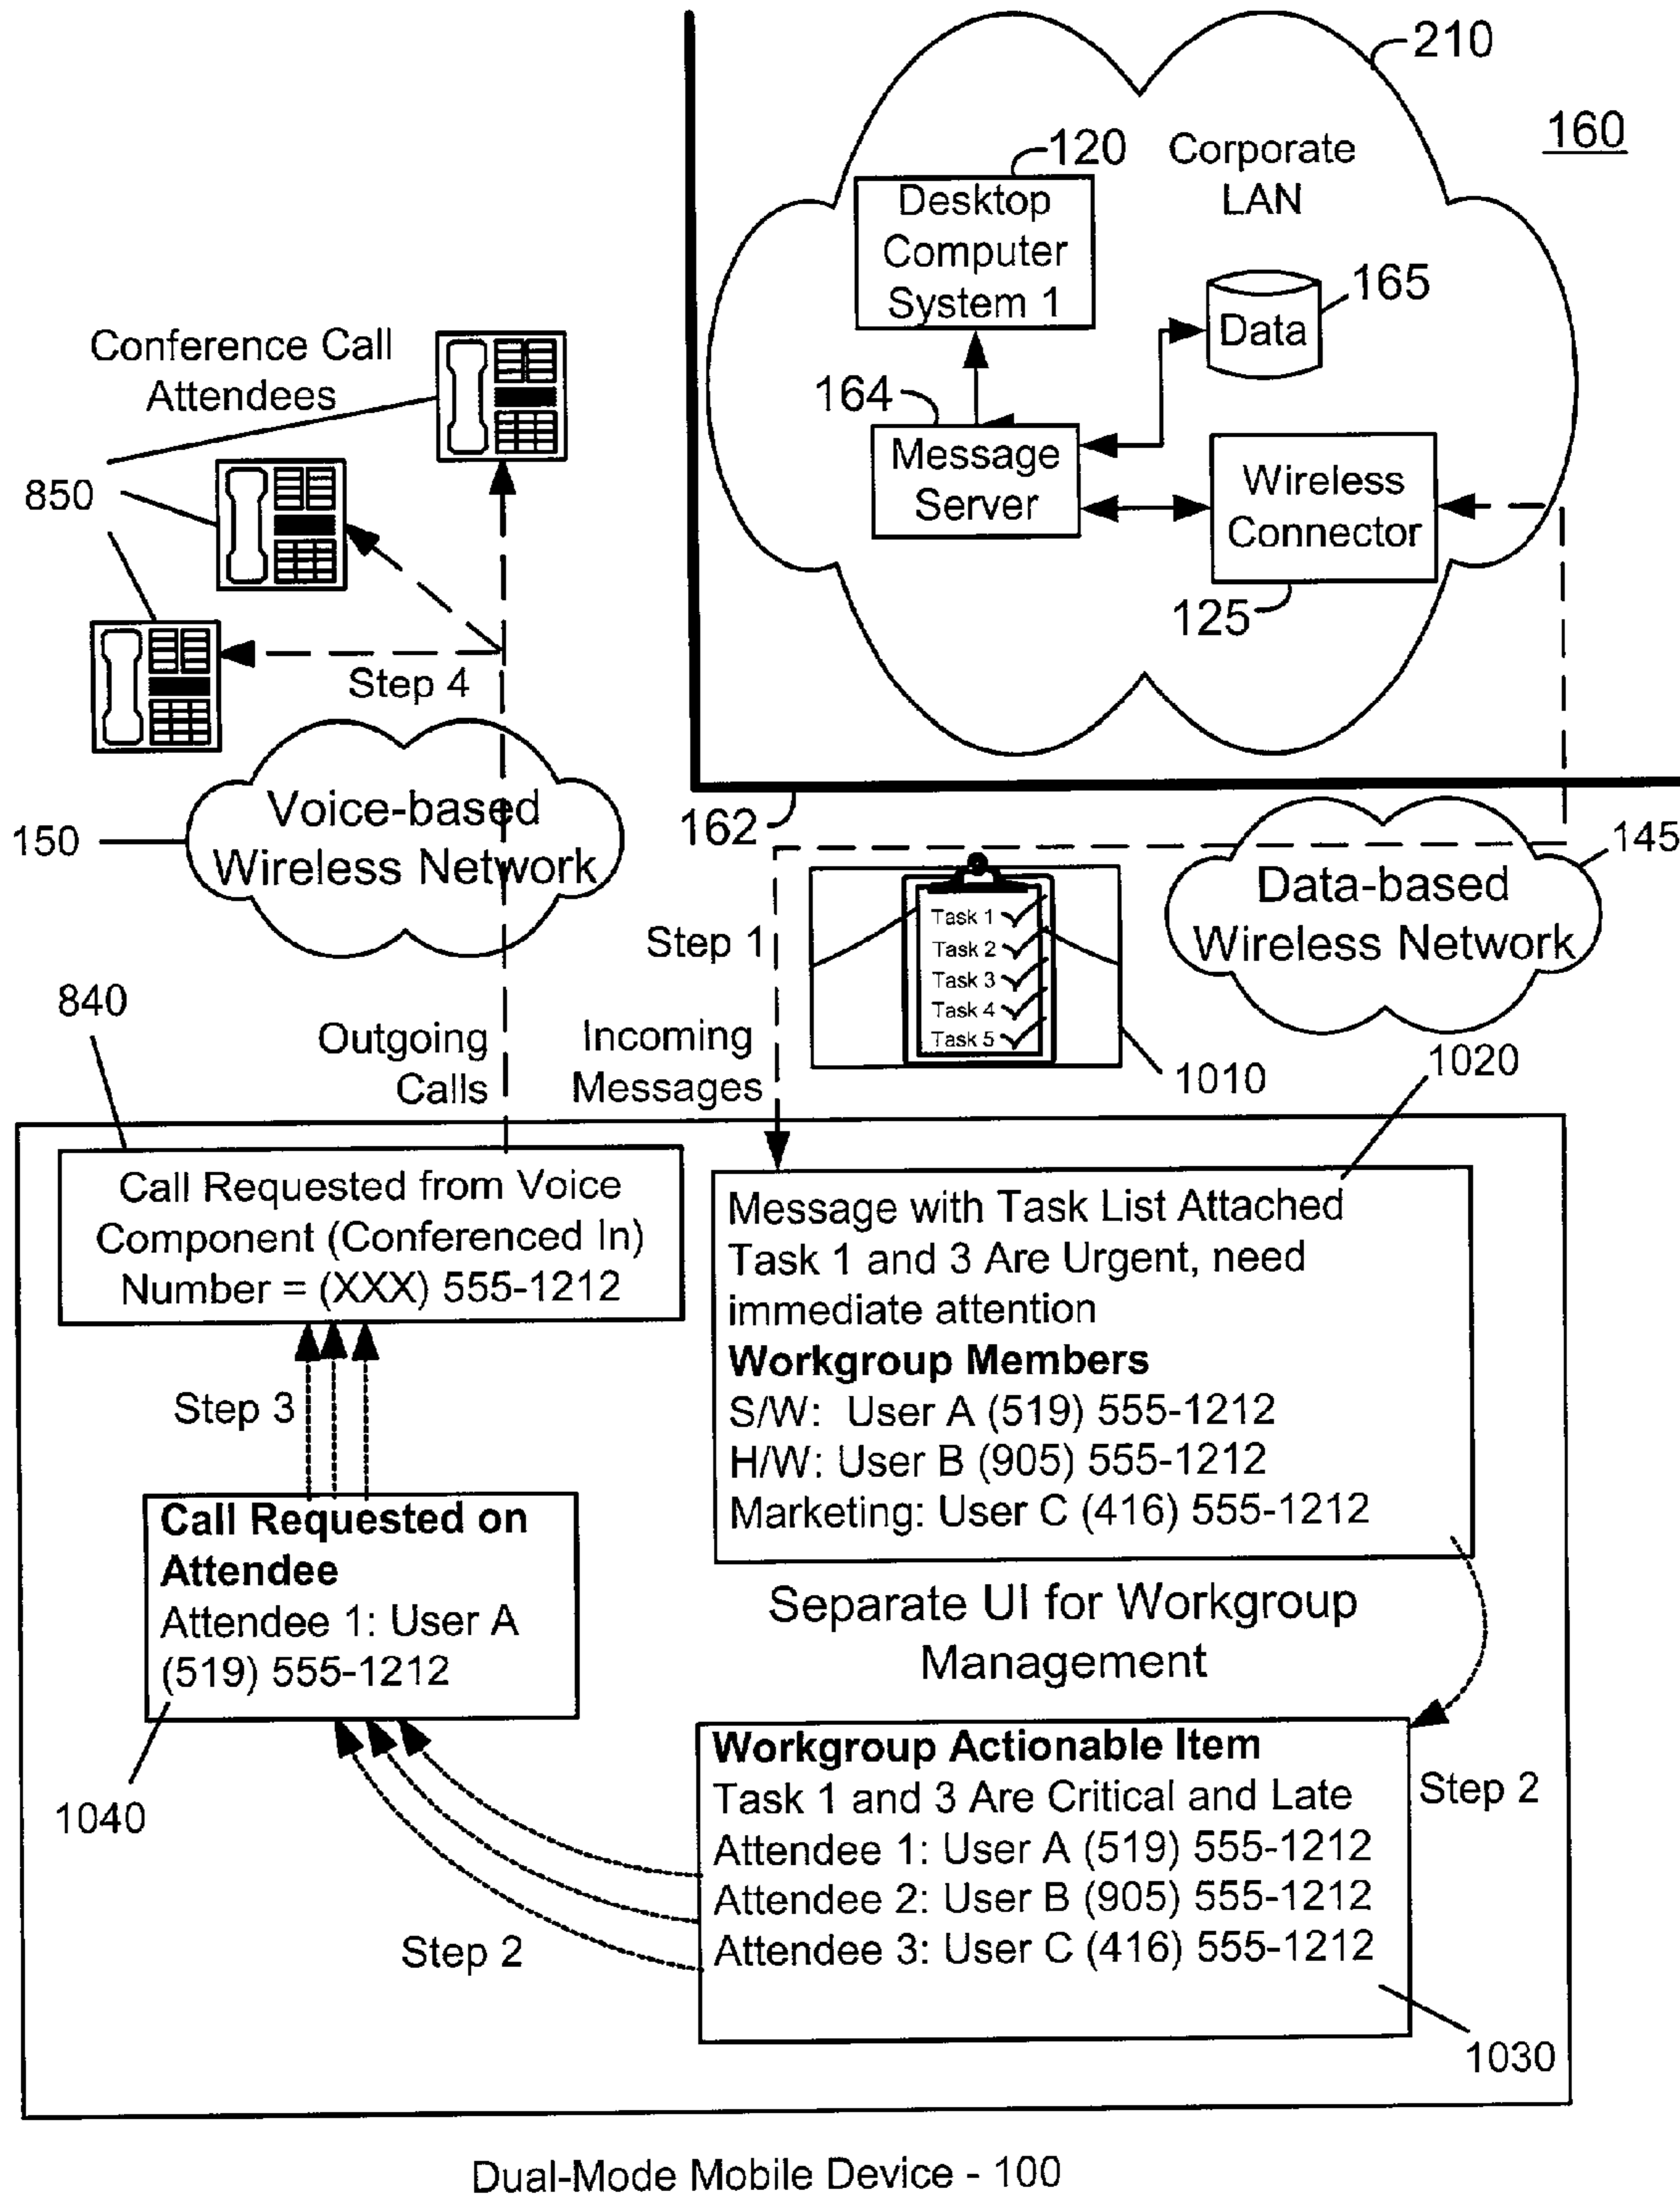 210
160
120
Corporate
LAN
Desktop
Computer
System 1
165
Data
Conference Call
Attendees
164
Message
Server
Wireless
Connector
850
125
Step 4
Voice-based
Wireless Network
150
162
145
Data-based
Wireless Network
Step 1
Task 1
Task 2
Task 3
Task 4
Task 5
840
Outgoing
Calls
Incoming
Messages
1010
1020
Call Requested from Voice
Component (Conferenced In)
Number = (XXX) 555-1212
Message with Task List Attached
Task 1 and 3 Are Urgent, need
immediate attention
Workgroup Members
S/W: User A (519) 555-1212
H/W: User B (905) 555-1212
Marketing: User C (416) 555-1212
Step 3
Call Requested on
Attendee
Attendee 1: User A
(519) 555-1212
Separate UI for Workgroup
Management
1040
Workgroup Actionable Item
Task 1 and 3 Are Critical and Late
Attendee 1: User A (519) 555-1212
Attendee 2: User B (905) 555-1212
Attendee 3: User C (416) 555-1212
Step 2
Step 2
1030
Dual-Mode Mobile Device - 100